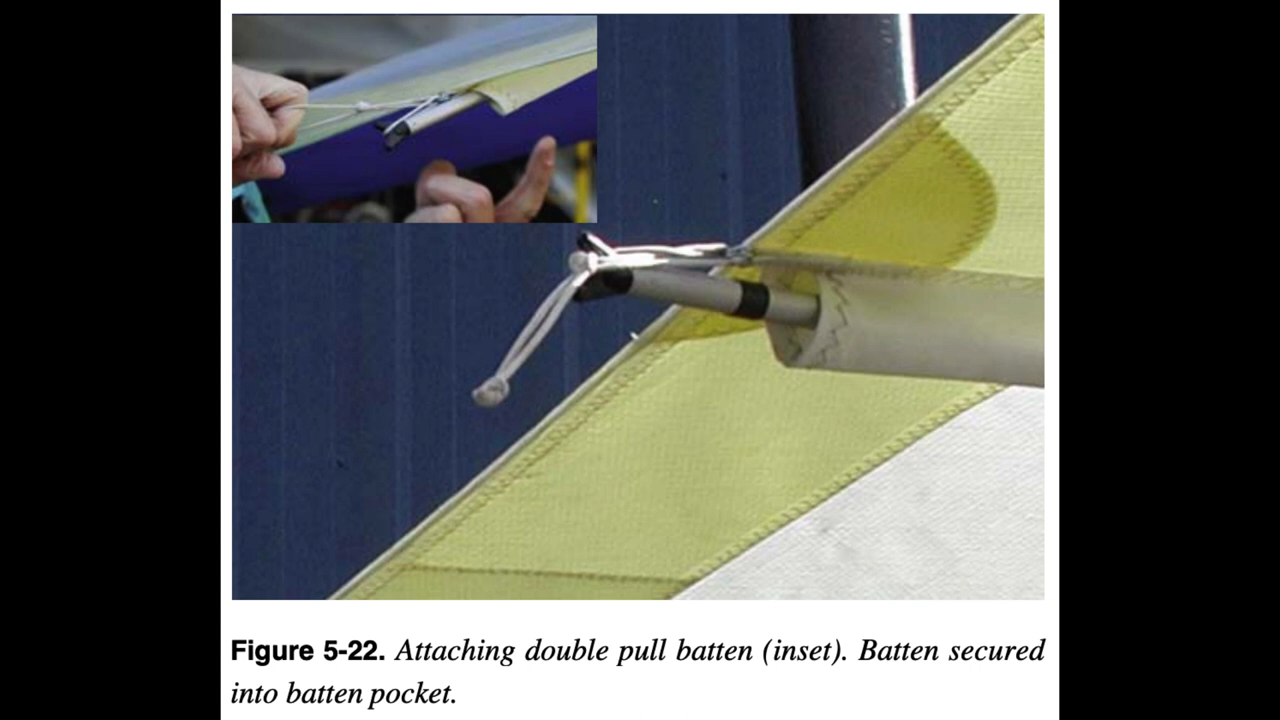 Figure 5-22. Attaching double pull batten (inset). Batten secured
into batten pocket.